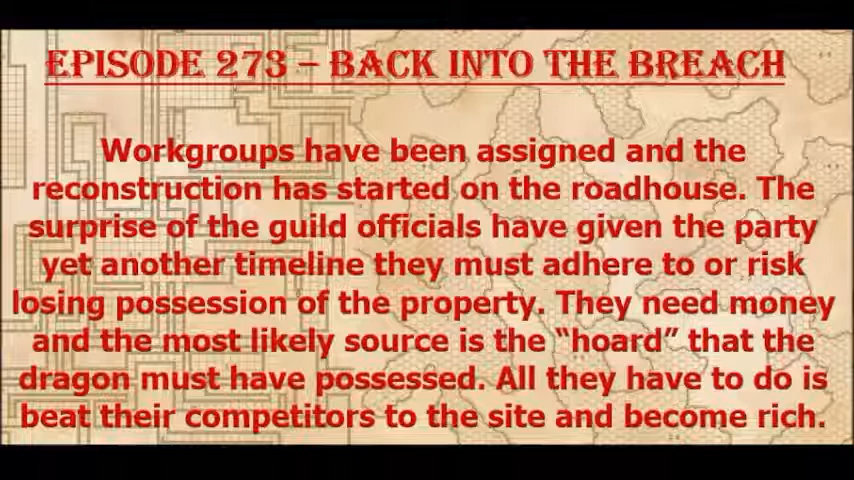 EPISODE 273 – BACK INTO THE BREACH
Workgroups have been assigned and the
reconstruction has started on the roadhouse. The
surprise of the guild officials have given the party
yet another timeline they must adhere to or risk
losing possession of the property. They need money
and the most likely source is the “hoard” that the
dragon must have possessed. All they have to do is
beat their competitors to the site and become rich.